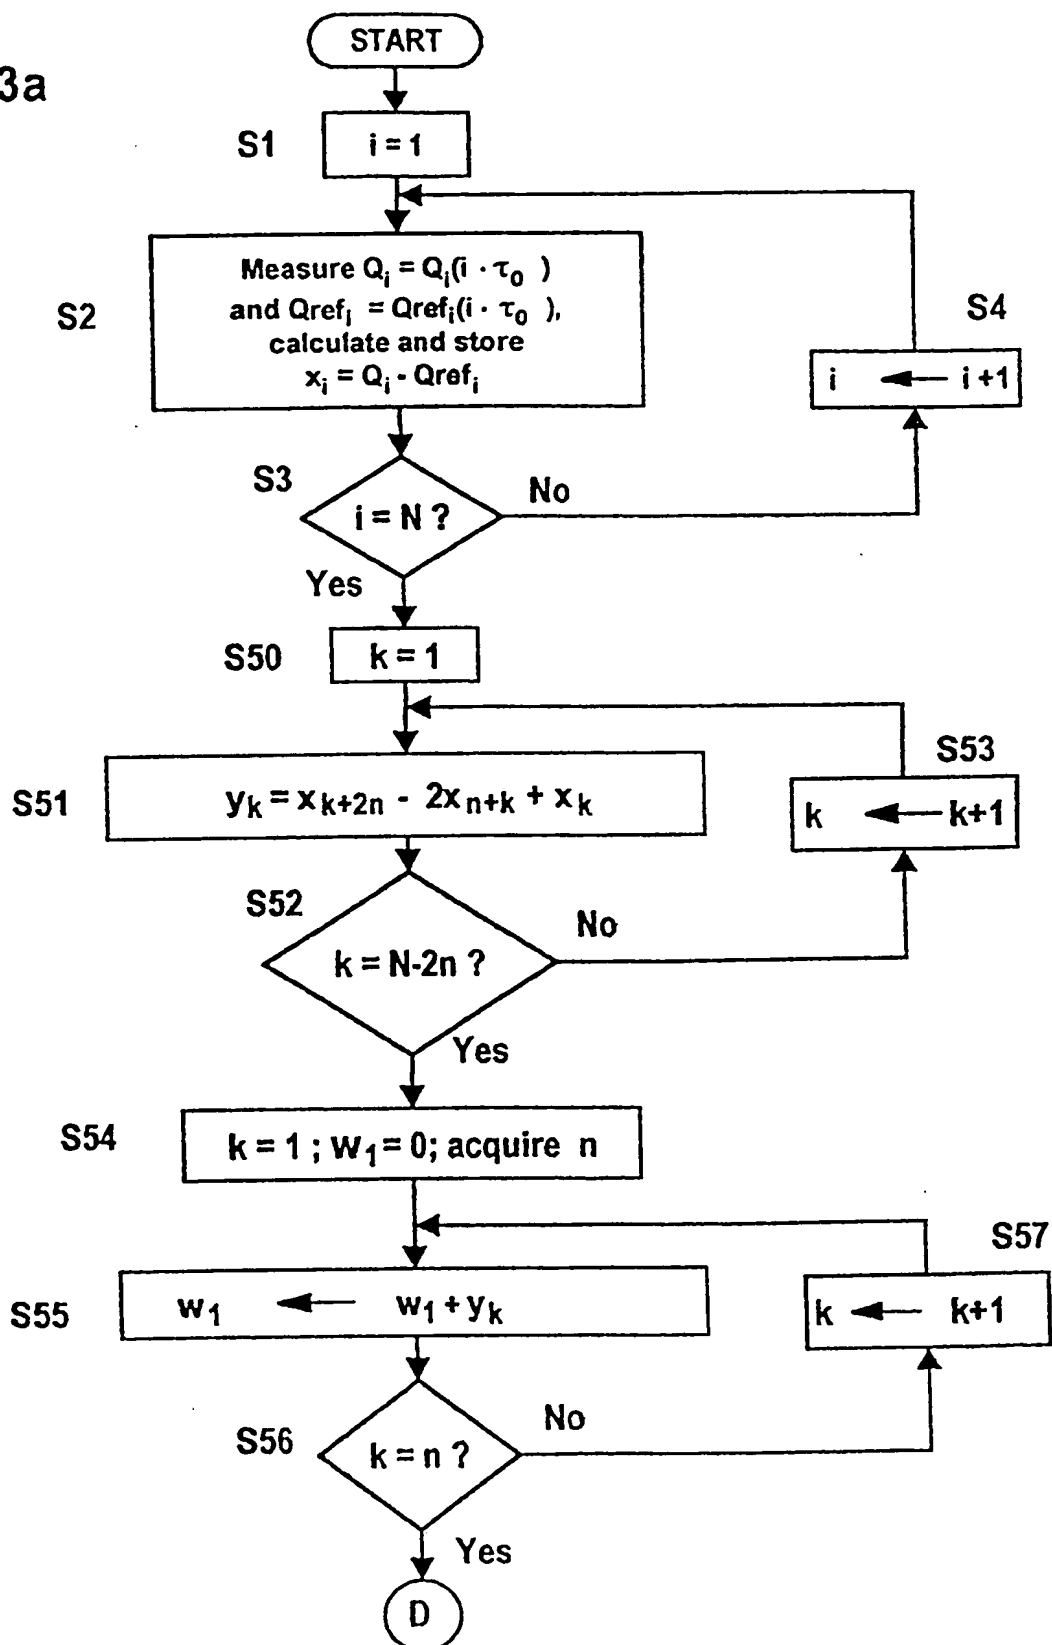 START
3a
S1
i = 1
S2
Measure Qi = Qi(i · τ0 )
and Qrefi = Qrefi(i · τ0 ),
calculate and store
xi = Qi - Qrefi
S4
i ← i+1
S3
i = N ?
No
Yes
S50
k = 1
S53
k ← k+1
S51
yk = xk+2n - 2xn+k + xk
S52
k = N-2n ?
No
Yes
S54
k = 1 ; w1 = 0; acquire n
S57
k ← k+1
S55
w1 ← w1 + yk
S56
k = n ?
No
Yes
D